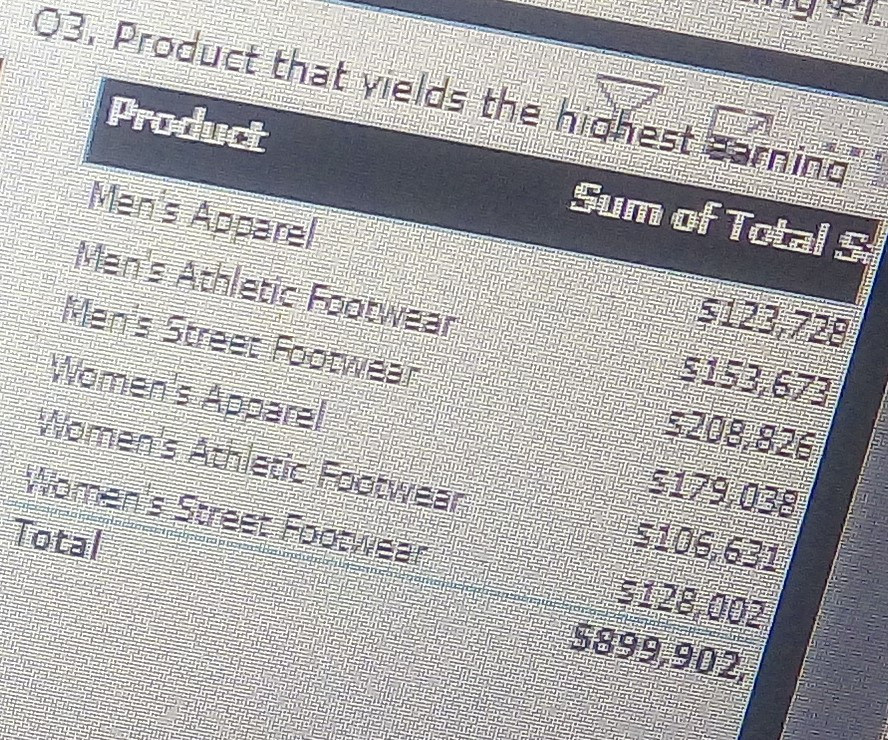 Q3. Product that yields the highest earning
Product Sum of Total
Men's Apparel $123,728
Men's Athletic Footwear $153,673
Men's Street Footwear $208,826
Women's Apparel $179,038
Women's Athletic Footwear $106,631
Women's Street Footwear $128,002
Total $899,902,